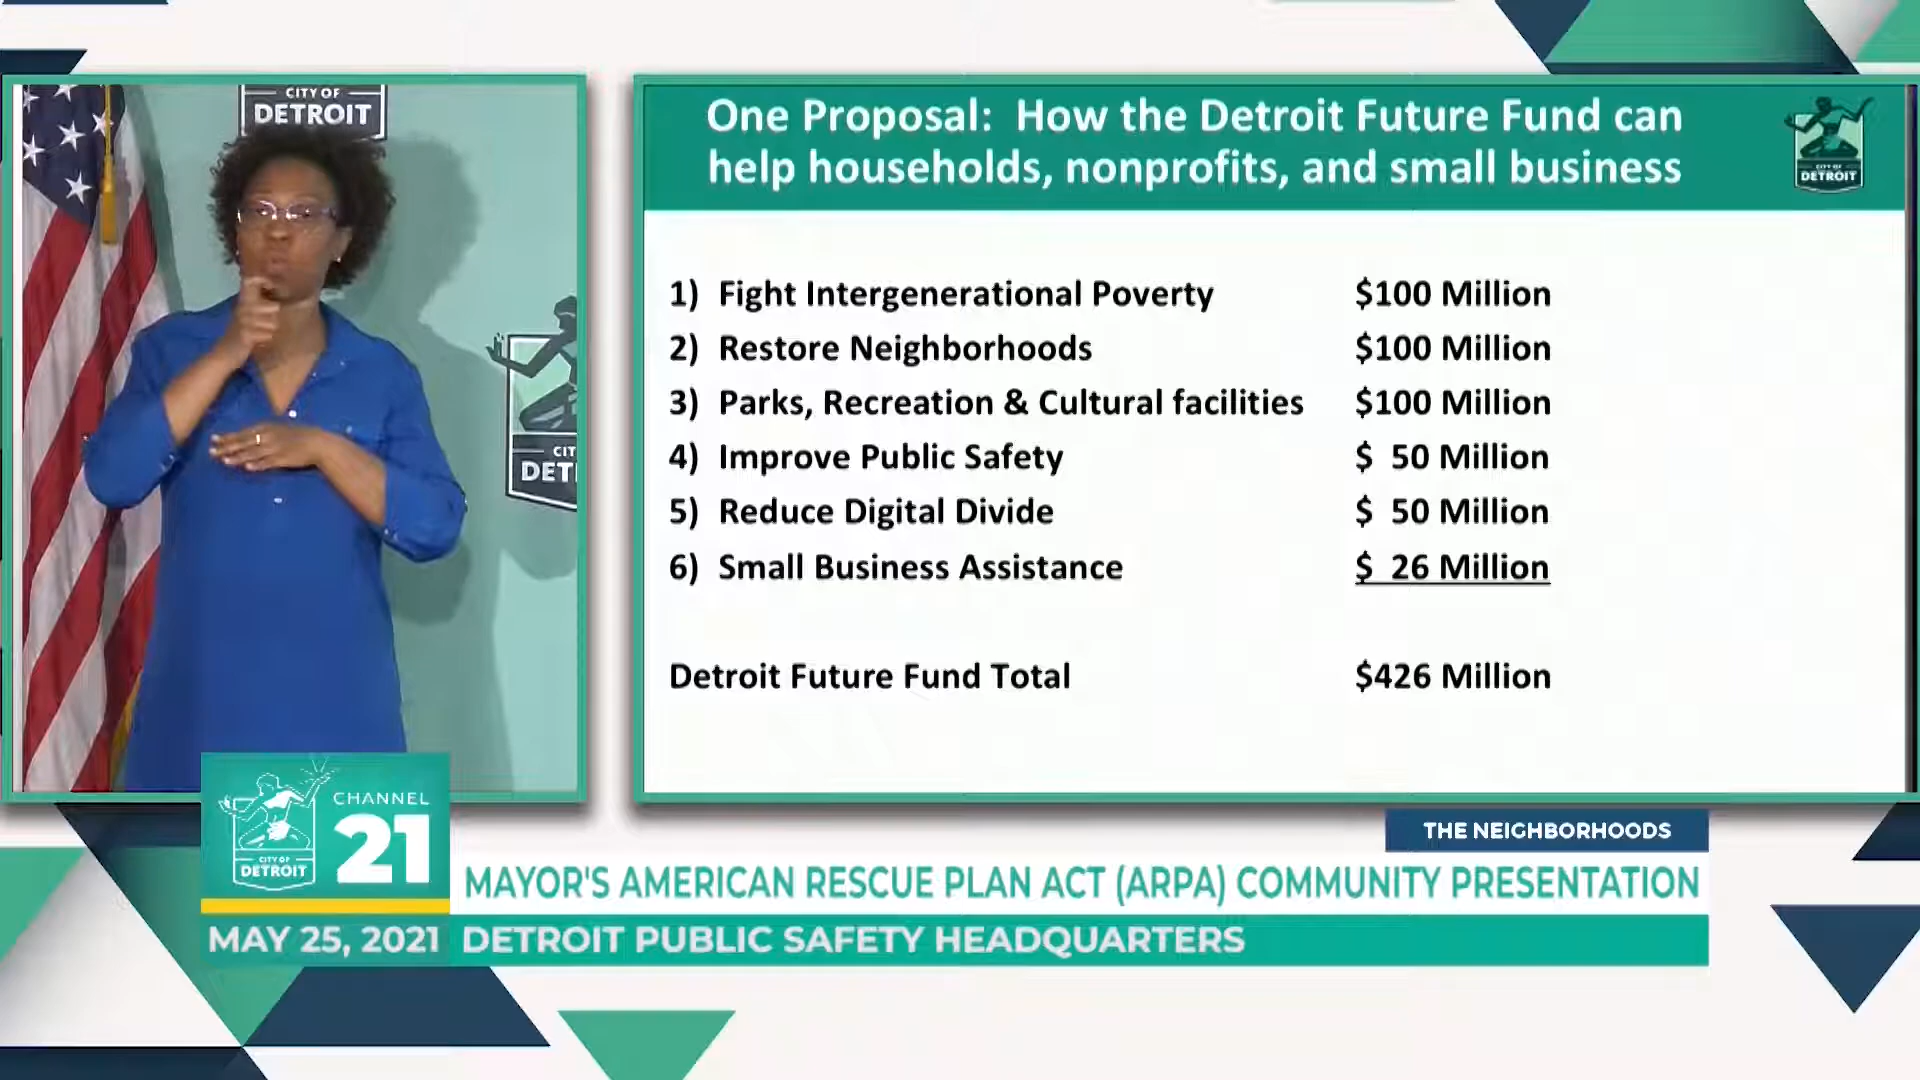 CITY OF
DETROIT
CIT
DET
One Proposal: How the Detroit Future Fund can
help households, nonprofits, and small business
CITY OF
DETROIT
1) Fight Intergenerational Poverty $100 Million
2) Restore Neighborhoods $100 Million
3) Parks, Recreation & Cultural facilities $100 Million
4) Improve Public Safety $ 50 Million
5) Reduce Digital Divide $ 50 Million
6) Small Business Assistance $ 26 Million
Detroit Future Fund Total $426 Million
CITY OF
DETROIT
CHANNEL
21
THE NEIGHBORHOODS
MAYOR'S AMERICAN RESCUE PLAN ACT (ARPA) COMMUNITY PRESENTATION
MAY 25, 2021 DETROIT PUBLIC SAFETY HEADQUARTERS